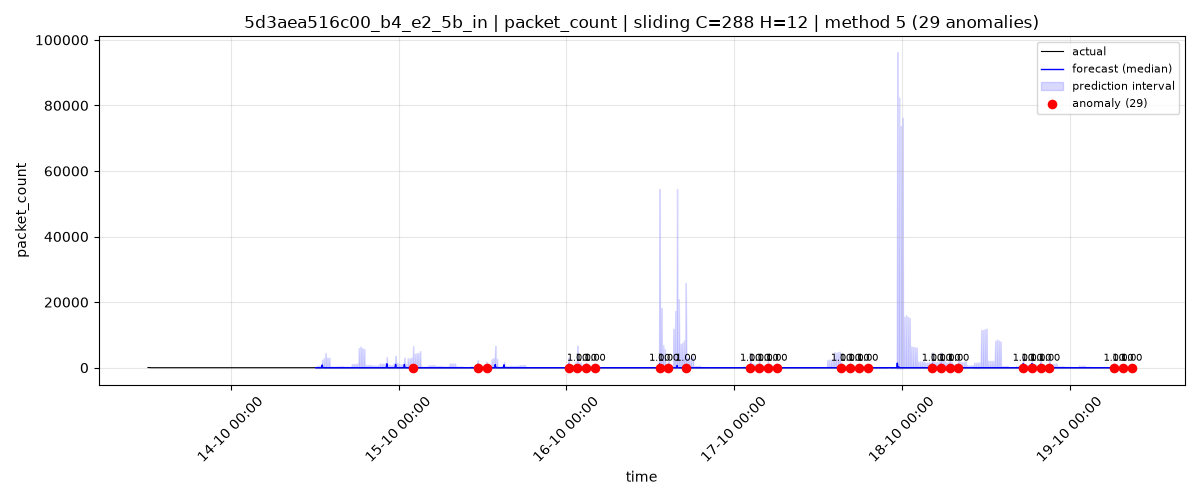 5d3aea516c00_b4_e2_5b_in | packet_count | sliding C=288 H=12 | method 5 (29 anomalies)
100000
80000
60000
40000
20000
0
packet_count
actual
forecast (median)
prediction interval
anomaly (29)
14-10 00:00
15-10 00:00
16-10 00:00
17-10 00:00
18-10 00:00
19-10 00:00
time